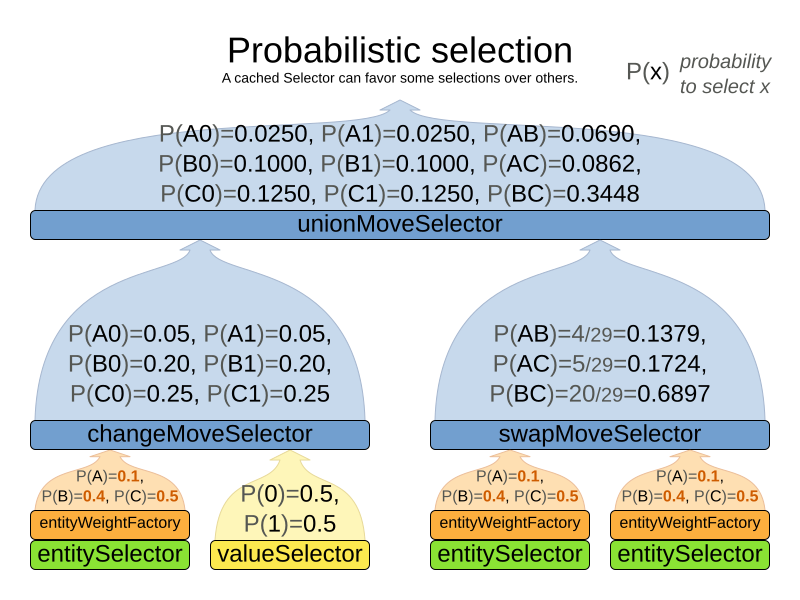 Probabilistic selection
A cached Selector can favor some selections over others.
P(x) probability
to select x
P(A0)=0.0250, P(A1)=0.0250, P(AB)=0.0690,
P(B0)=0.1000, P(B1)=0.1000, P(AC)=0.0862,
P(C0)=0.1250, P(C1)=0.1250, P(BC)=0.3448
unionMoveSelector
P(A0)=0.05, P(A1)=0.05,
P(B0)=0.20, P(B1)=0.20,
P(C0)=0.25, P(C1)=0.25
changeMoveSelector
P(AB)=4/29=0.1379,
P(AC)=5/29=0.1724,
P(BC)=20/29=0.6897
swapMoveSelector
P(A)=0.1,
P(B)=0.4, P(C)=0.5
entityWeightFactory
entitySelector
P(0)=0.5,
P(1)=0.5
valueSelector
P(A)=0.1,
P(B)=0.4, P(C)=0.5
entityWeightFactory
entitySelector
P(A)=0.1,
P(B)=0.4, P(C)=0.5
entityWeightFactory
entitySelector